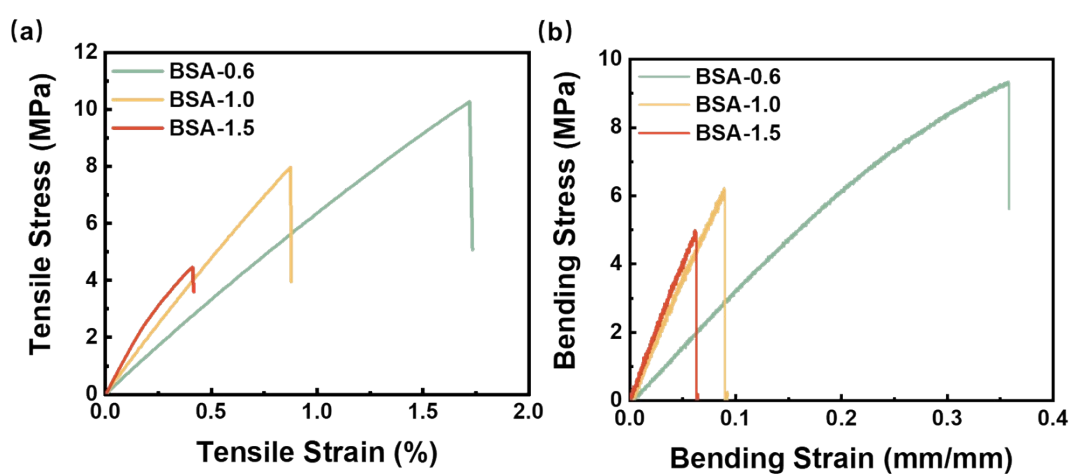 (a)
Tensile Stress (MPa)
12
10
8
6
4
2
0
BSA-0.6
BSA-1.0
BSA-1.5
0.0 0.5 1.0 1.5 2.0
Tensile Strain (%)
(b)
Bending Stress (MPa)
10
8
6
4
2
0
BSA-0.6
BSA-1.0
BSA-1.5
0.0 0.1 0.2 0.3 0.4
Bending Strain (mm/mm)